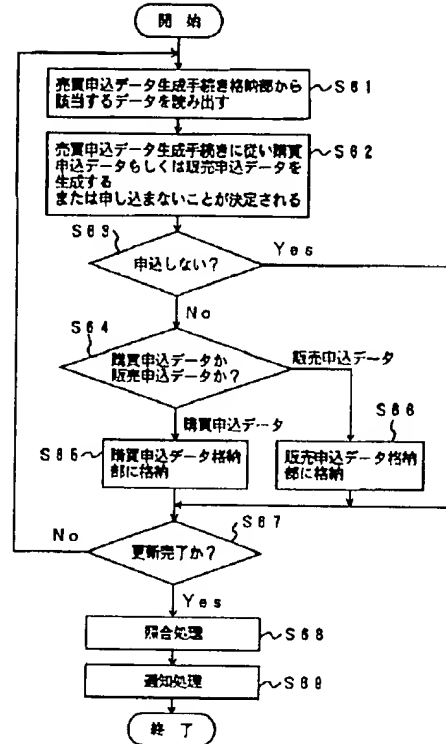 開 始
売買申込データ生成手続き格納部から
該当するデータを読み出す
S61
売買申込データ生成手続きに従い購買
申込データもしくは販売申込データを
生成する
または申し込まないことが決定される
S62
S63
申込しない?
Yes
No
S64
購買申込データか
販売申込データか?
販売申込データ
購買申込データ
S65
購買申込データ格納
部に格納
S66
販売申込データ格納
部に格納
S67
No
更新完了か?
Yes
照合処理
S68
通知処理
S69
終 了